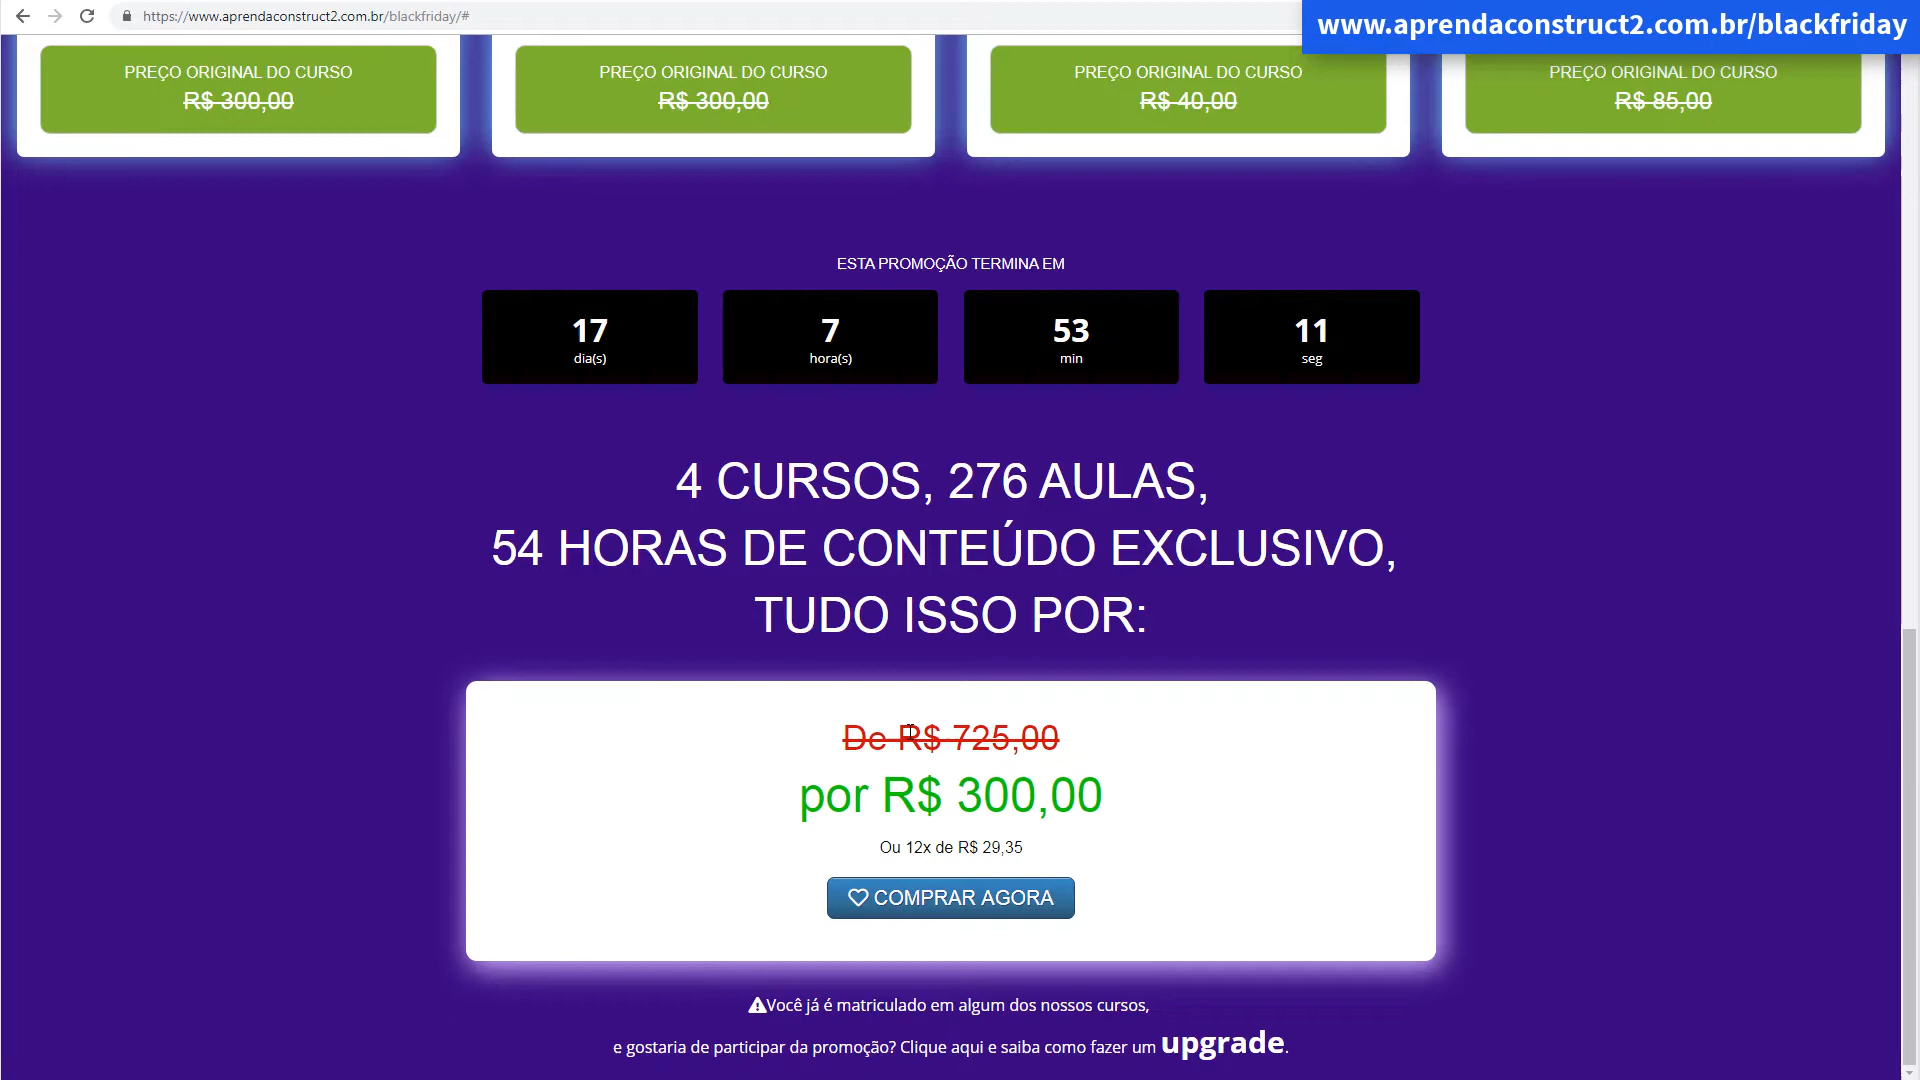 https://www.aprendaconstruct2.com.br/blackfriday/#
www.aprendaconstruct2.com.br/blackfriday
PREÇO ORIGINAL DO CURSO
R$ 300,00
PREÇO ORIGINAL DO CURSO
R$ 300,00
PREÇO ORIGINAL DO CURSO
R$ 40,00
PREÇO ORIGINAL DO CURSO
R$ 85,00
ESTA PROMOÇÃO TERMINA EM
17
dia(s)
7
hora(s)
53
min
11
seg
4 CURSOS, 276 AULAS,
54 HORAS DE CONTEÚDO EXCLUSIVO,
TUDO ISSO POR:
De R$ 725,00
por R$ 300,00
Ou 12x de R$ 29,35
COMPRAR AGORA
Você já é matriculado em algum dos nossos cursos,
e gostaria de participar da promoção? Clique aqui e saiba como fazer um upgrade.